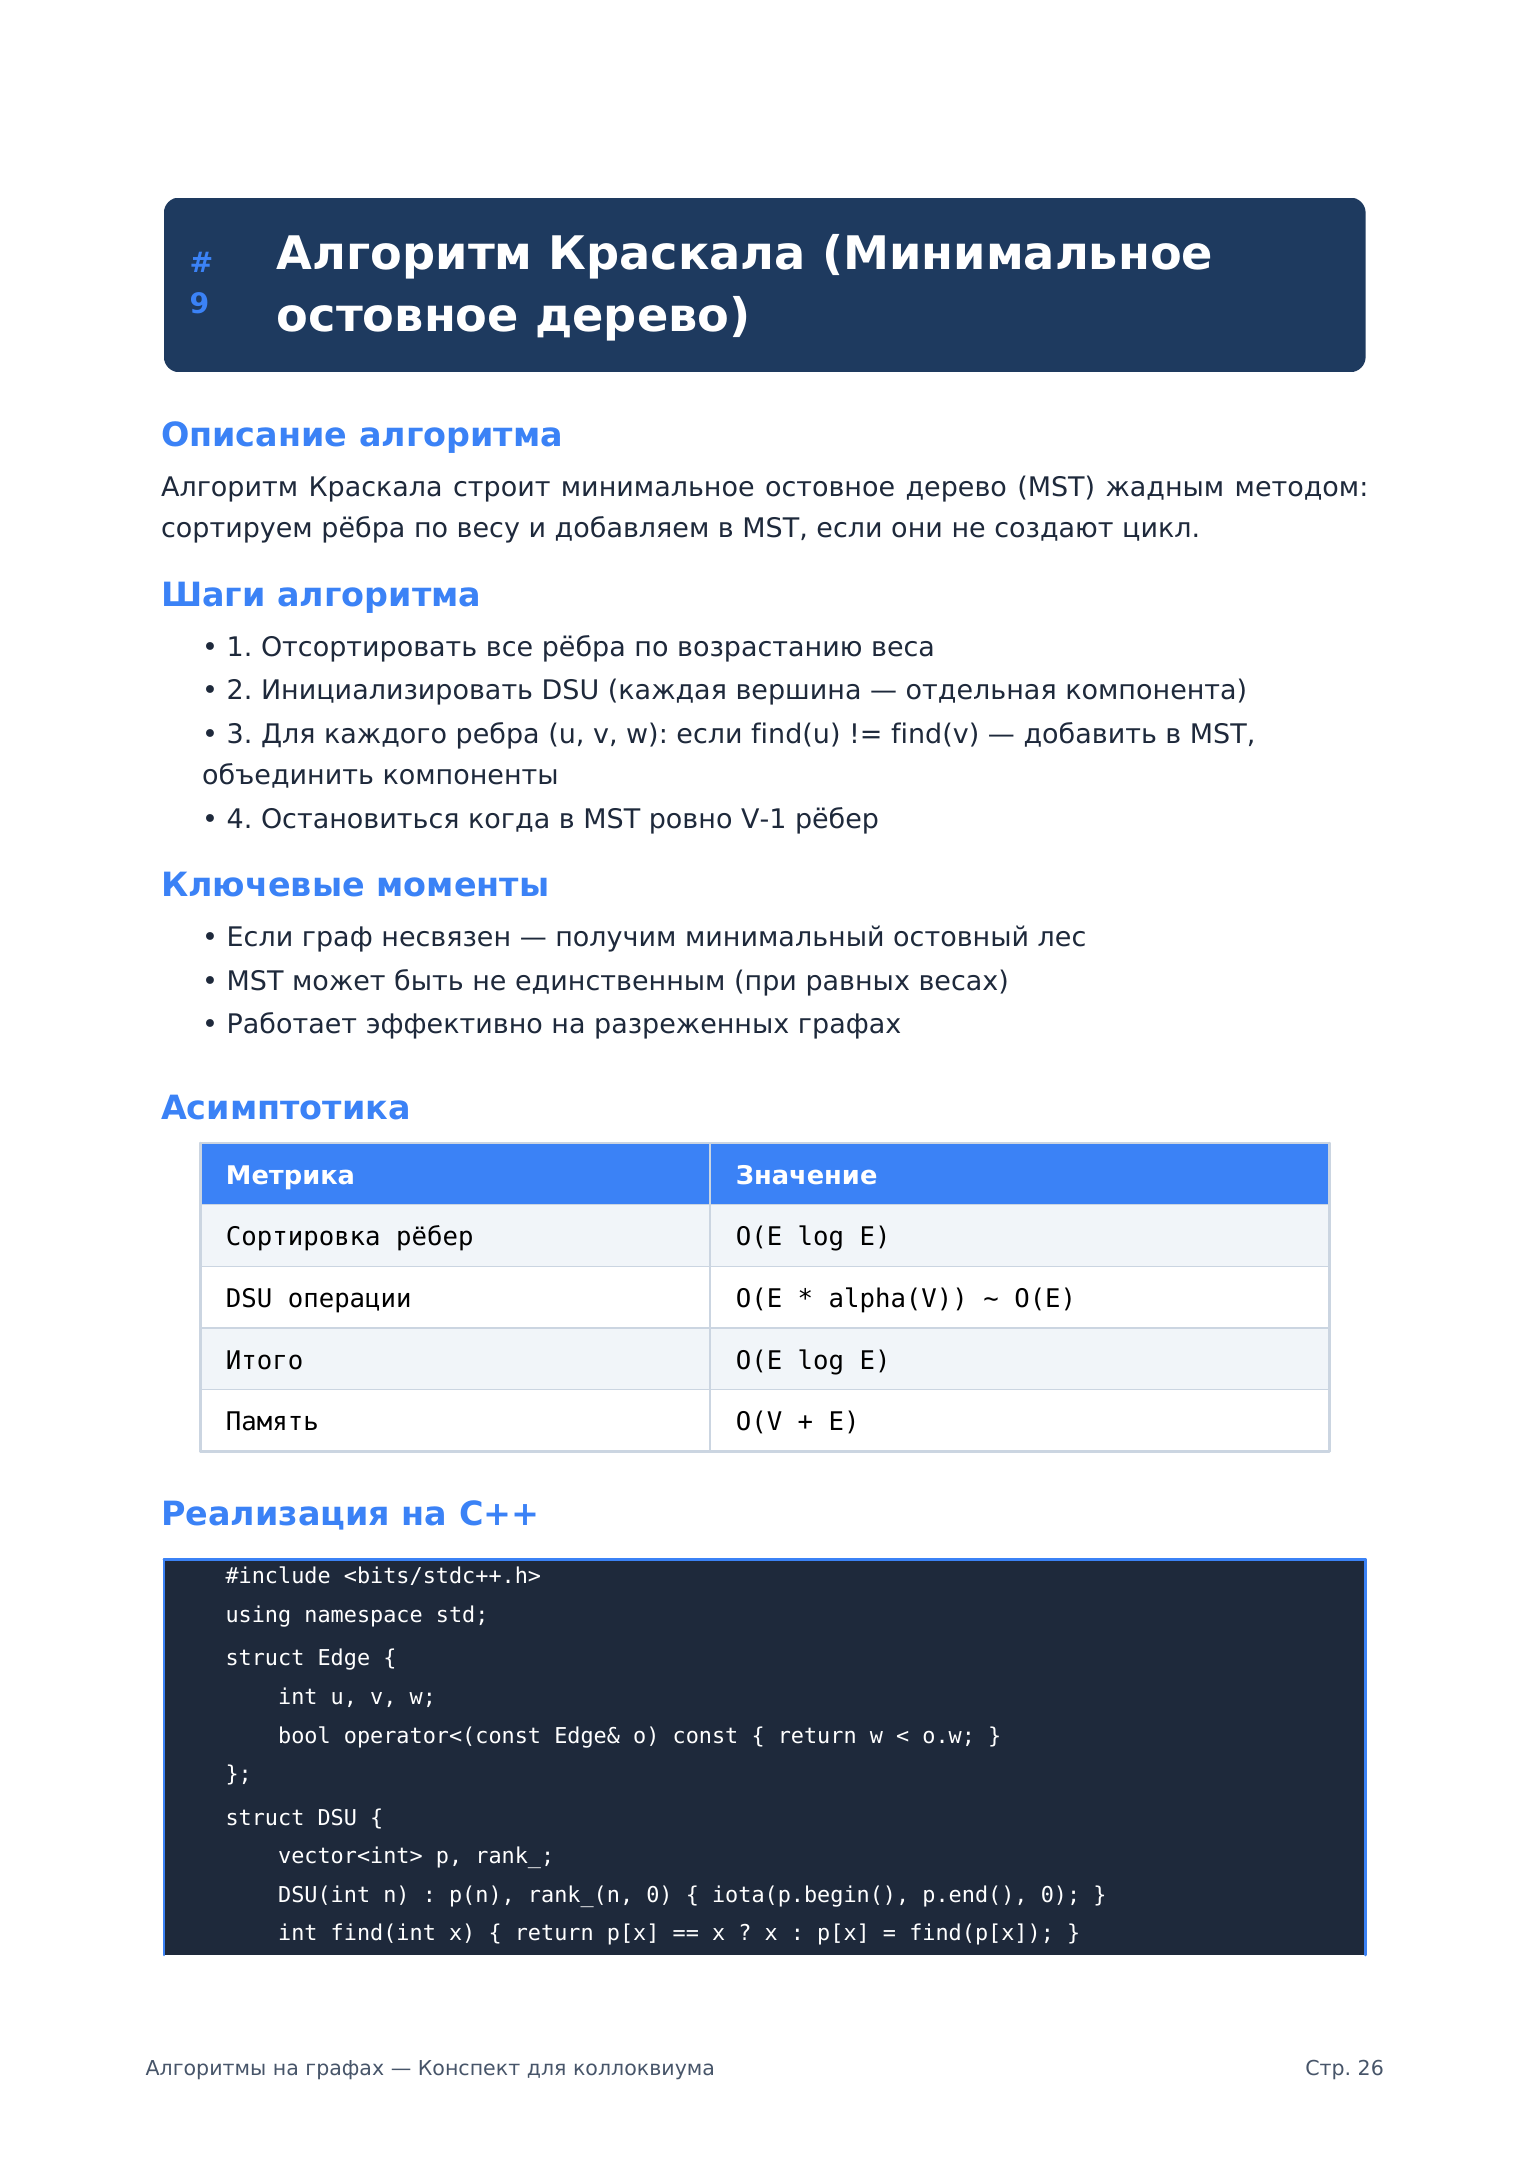 #
9
Алгоритм Краскала (Минимальное
остовное дерево)
Описание алгоритма
Алгоритм Краскала строит минимальное остовное дерево (MST) жадным методом:
сортируем рёбра по весу и добавляем в MST, если они не создают цикл.
Шаги алгоритма
• 1. Отсортировать все рёбра по возрастанию веса
• 2. Инициализировать DSU (каждая вершина — отдельная компонента)
• 3. Для каждого ребра (u, v, w): если find(u) != find(v) — добавить в MST,
объединить компоненты
• 4. Остановиться когда в MST ровно V-1 рёбер
Ключевые моменты
• Если граф несвязен — получим минимальный остовный лес
• MST может быть не единственным (при равных весах)
• Работает эффективно на разреженных графах
Асимптотика
Метрика Значение
Сортировка рёбер O(E log E)
DSU операции O(E * alpha(V)) ~ O(E)
Итого O(E log E)
Память O(V + E)
Реализация на C++
#include <bits/stdc++.h>
using namespace std;
struct Edge {
    int u, v, w;
    bool operator<(const Edge& o) const { return w < o.w; }
};
struct DSU {
    vector<int> p, rank_;
    DSU(int n) : p(n), rank_(n, 0) { iota(p.begin(), p.end(), 0); }
    int find(int x) { return p[x] == x ? x : p[x] = find(p[x]); }
Алгоритмы на графах — Конспект для коллоквиума Стр. 26